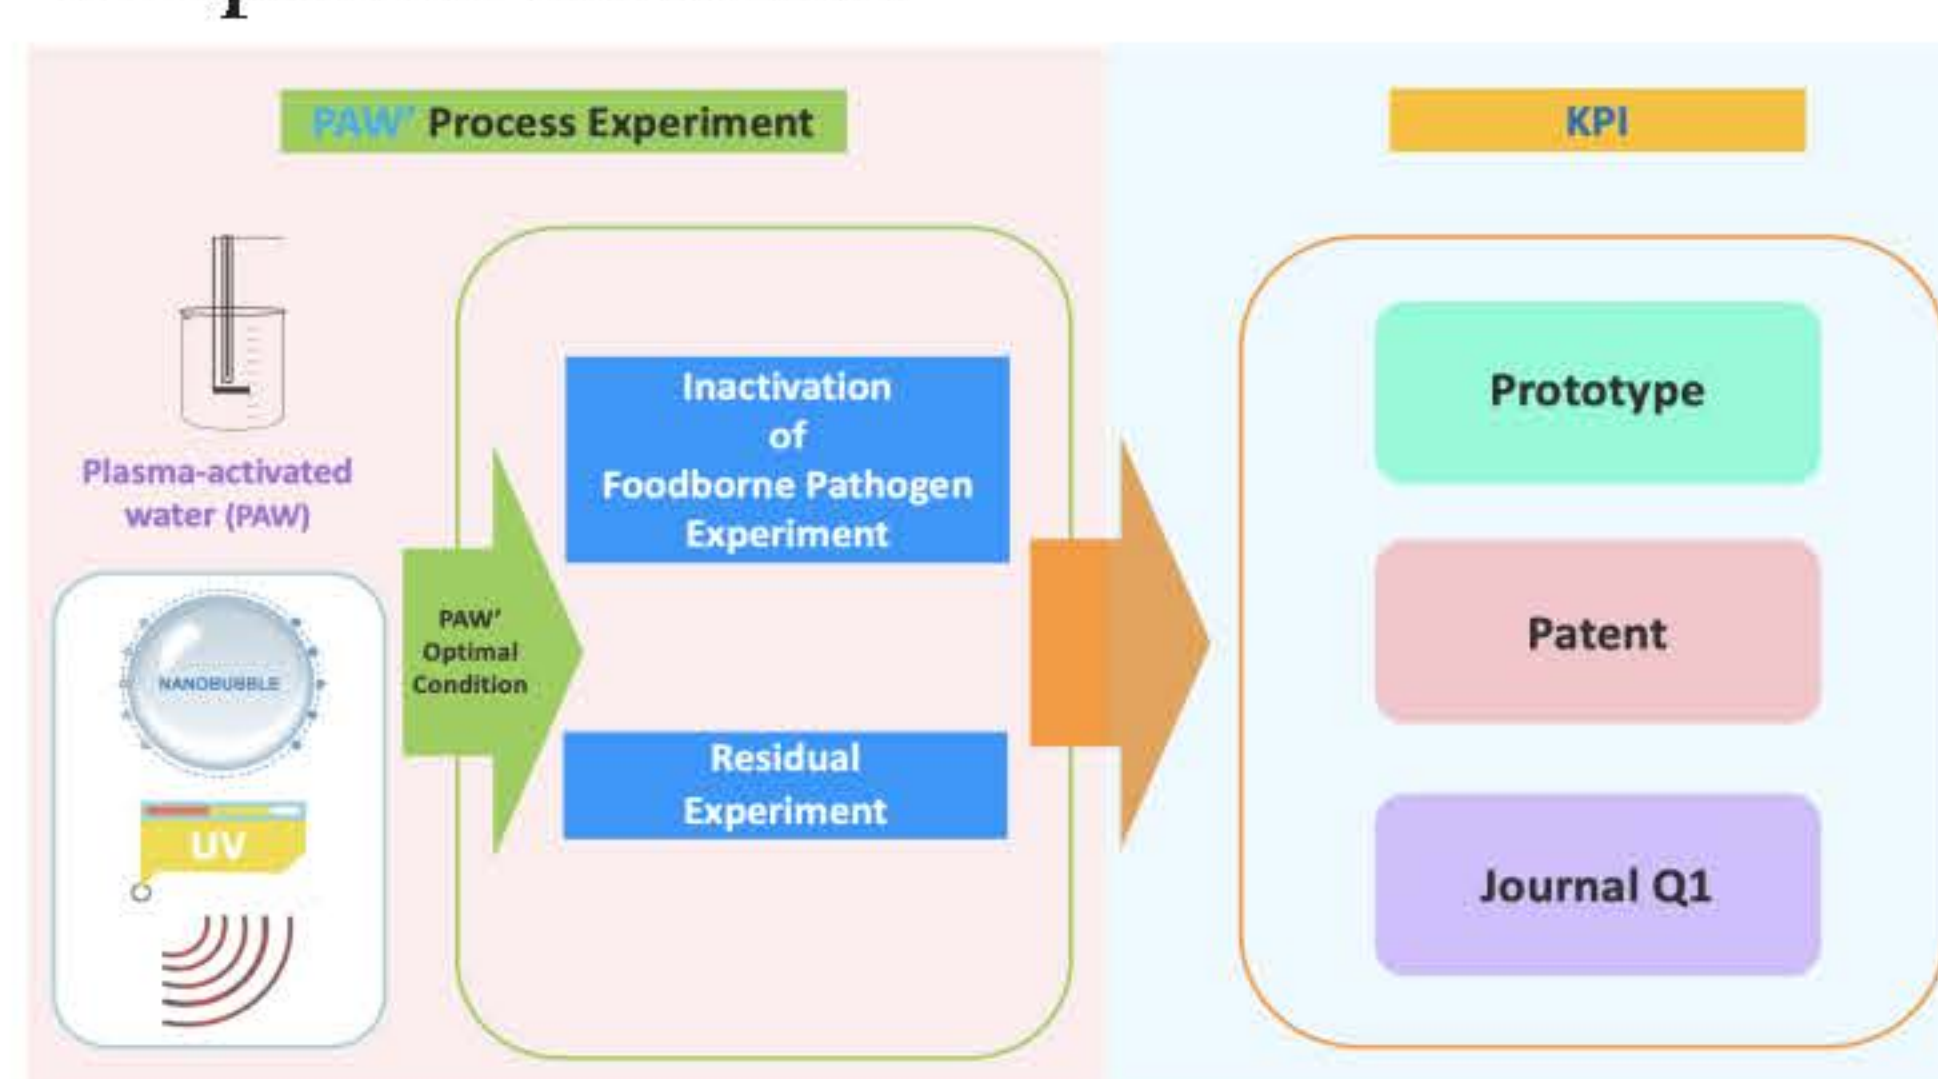 PAW' Process Experiment
KPI
Plasma-activated
water (PAW)
NANOBUBBLE
UV
PAW'
Optimal
Condition
Inactivation
of
Foodborne Pathogen
Experiment
Residual
Experiment
Prototype
Patent
Journal Q1